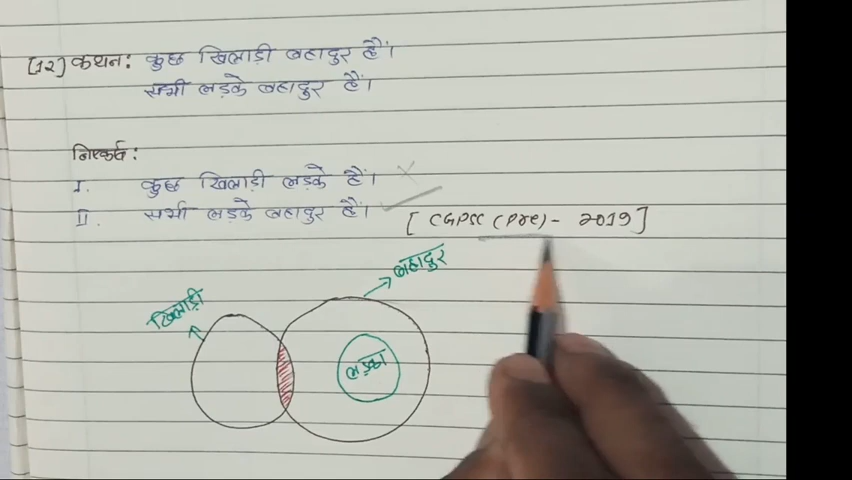 [12] कथन: कुछ खिलाड़ी बहादुर हैं।
सभी लड़के बहादुर हैं।
निष्कर्ष:
I. कुछ खिलाड़ी लड़के हैं। ×
II. सभी लड़के बहादुर हैं।
[ CGPSC (Pre) - 2019 ]
बहादुर
खिलाड़ी
लड़का